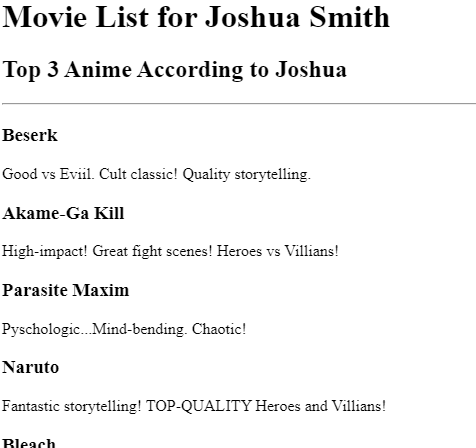 Movie List for Joshua Smith
Top 3 Anime According to Joshua
Beserk
Good vs Eviil. Cult classic! Quality storytelling.
Akame-Ga Kill
High-impact! Great fight scenes! Heroes vs Villians!
Parasite Maxim
Pyschologic...Mind-bending. Chaotic!
Naruto
Fantastic storytelling! TOP-QUALITY Heroes and Villians!
Bleach